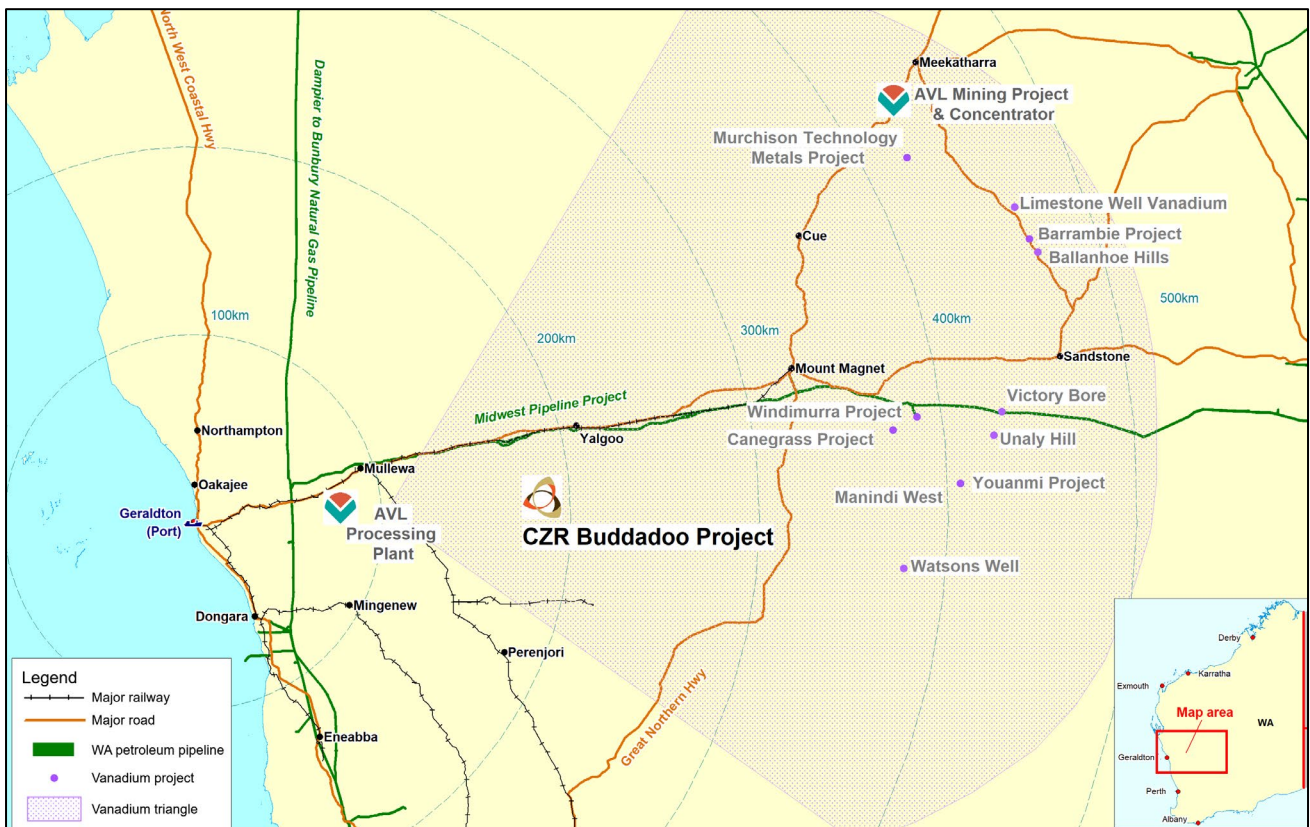 North West Coastal Hwy
Dampier to Bunbury Natural Gas Pipeline
Meekatharra
AVL Mining Project
& Concentrator
Murchison Technology
Metals Project
Limestone Well Vanadium
Barrambie Project
Ballanhoe Hills
Cue
100km
200km
300km
400km
500km
Sandstone
Mount Magnet
Midwest Pipeline Project
Windimurra Project
Canegrass Project
Victory Bore
Unaly Hill
Northampton
Yalgoo
Mullewa
Oakajee
Geraldton
(Port)
AVL
Processing
Plant
CZR Buddadoo Project
Manindi West
Youanmi Project
Watsons Well
Dongara
Mingenew
Perenjori
Great Northern Hwy
Eneabba
Legend
Major railway
Major road
WA petroleum pipeline
Vanadium project
Vanadium triangle
Derby
Karratha
Exmouth
Map area
WA
Geraldton
Perth
Albany